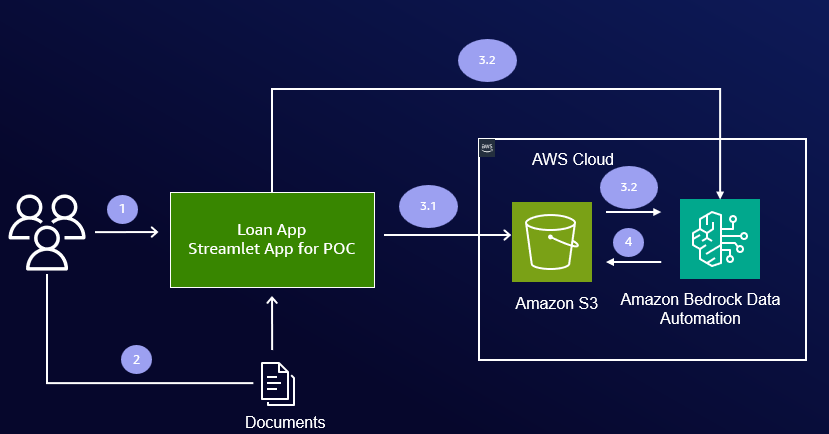 3.2
aws
AWS Cloud
1
Loan App
Streamlet App for POC
3.1
3.2
4
Amazon S3
Amazon Bedrock Data
Automation
2
Documents